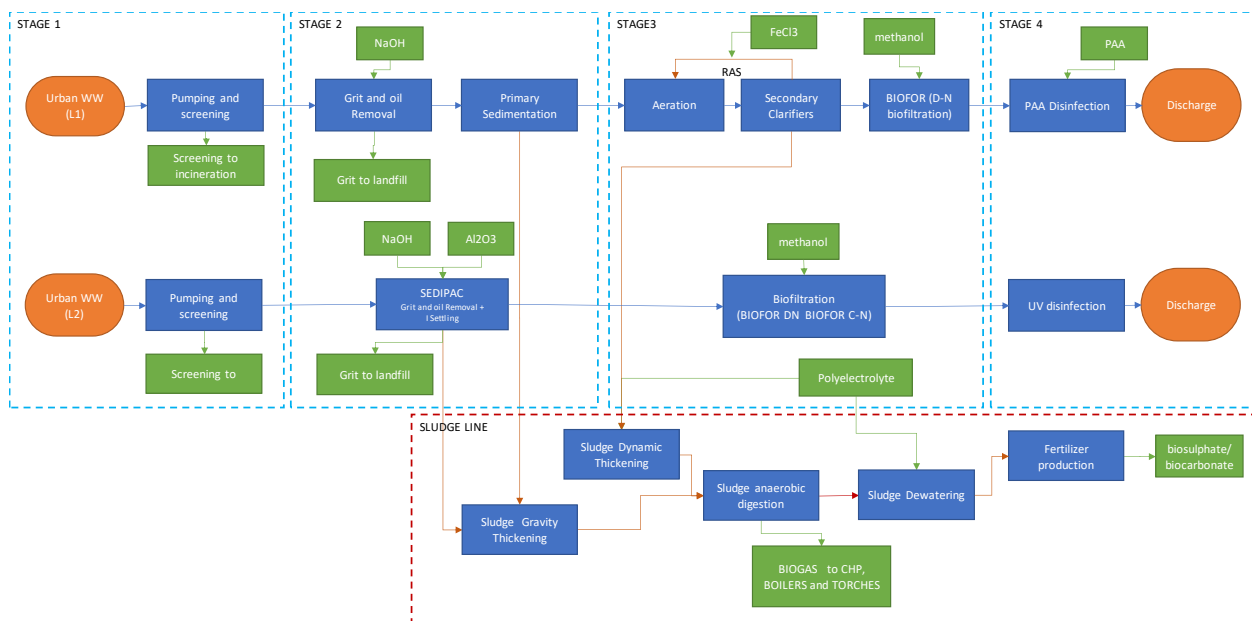 STAGE 1
STAGE 2
STAGE3
STAGE 4
NaOH
FeCl3
methanol
PAA
RAS
Urban WW
(L1)
Pumping and
screening
Grit and oil
Removal
Primary
Sedimentation
Aeration
Secondary
Clarifiers
BIOFOR (D-N
biofiltration)
PAA Disinfection
Discharge
Screening to
incineration
Grit to landfill
NaOH
Al2O3
methanol
Urban WW
(L2)
Pumping and
screening
SEDIPAC
Grit and oil Removal +
I Settling
Biofiltration
(BIOFOR DN BIOFOR C-N)
UV disinfection
Discharge
Screening to
Grit to landfill
Polyelectrolyte
SLUDGE LINE
Sludge Dynamic
Thickening
Fertilizer
production
biosulphate/
biocarbonate
Sludge anaerobic
digestion
Sludge Dewatering
Sludge Gravity
Thickening
BIOGAS to CHP,
BOILERS and TORCHES